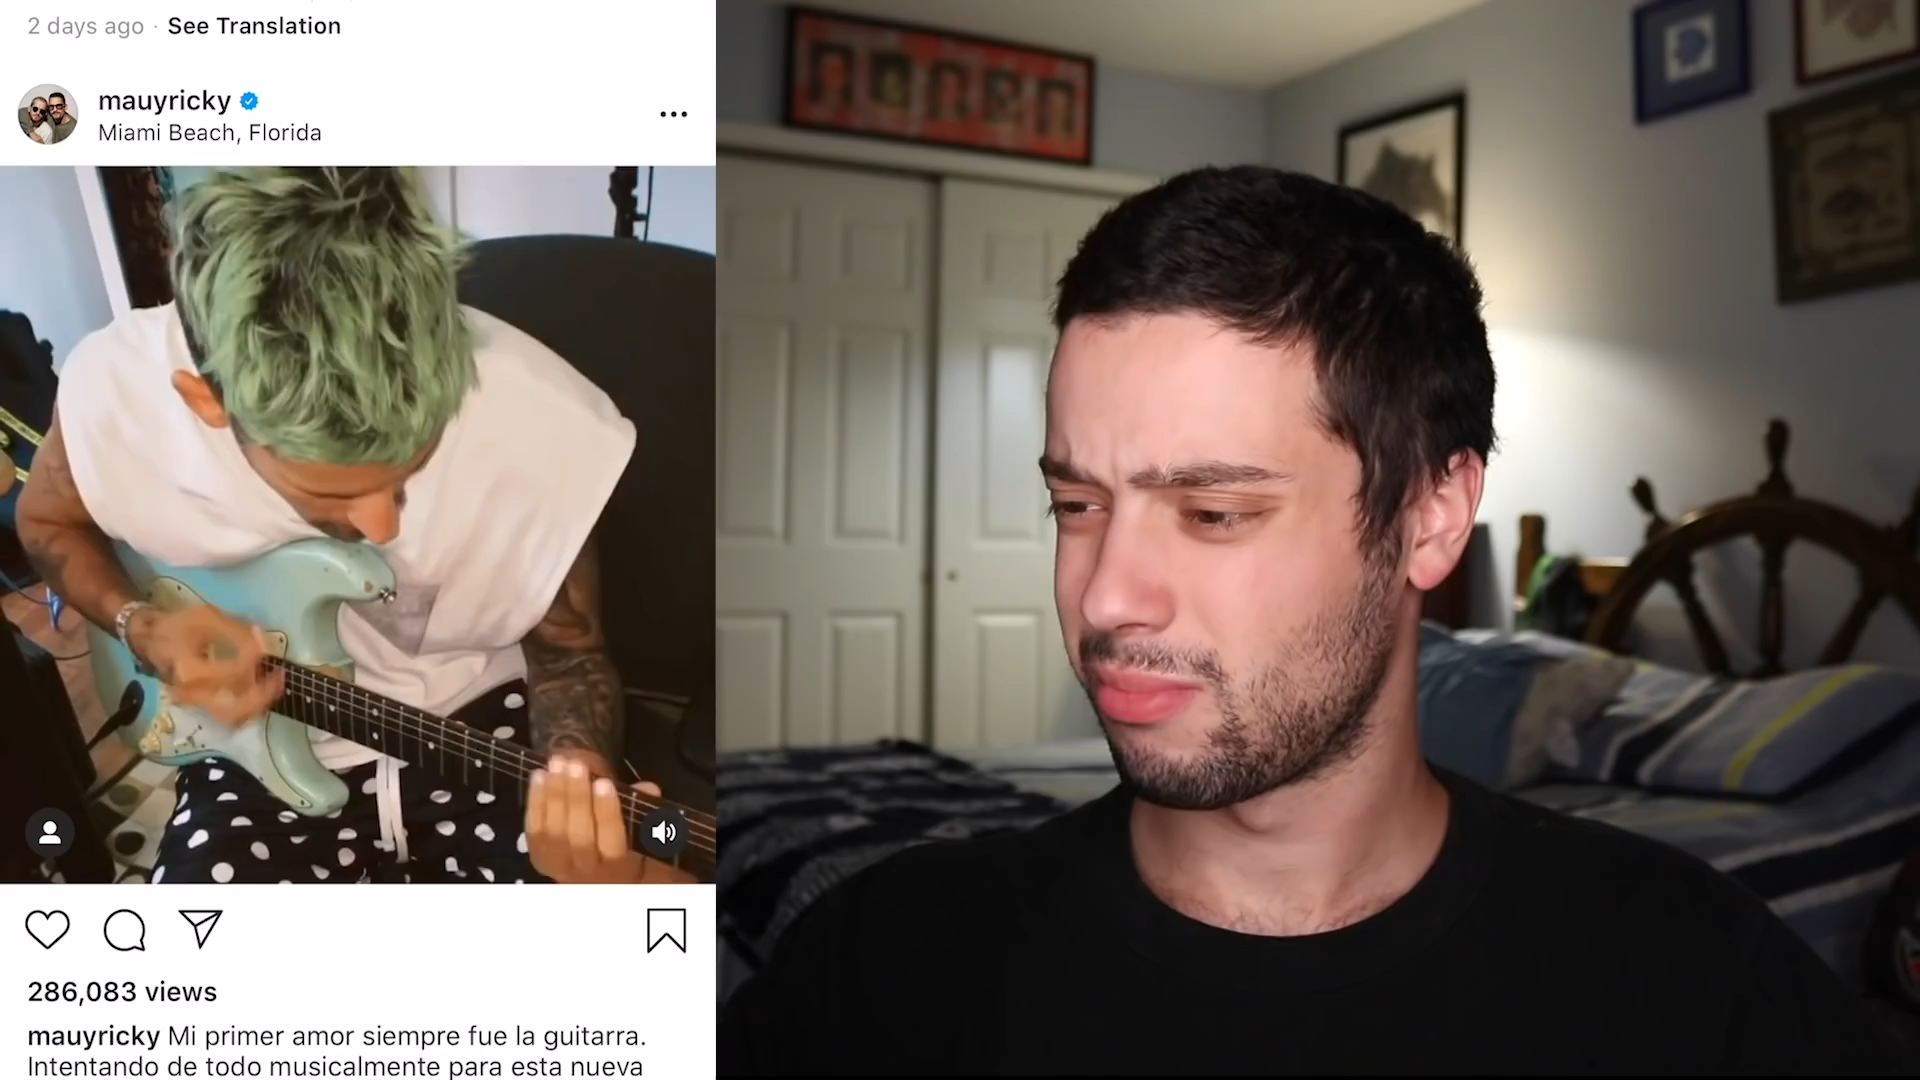 2 days ago · See Translation
mauyricky
Miami Beach, Florida
286,083 views
mauyricky Mi primer amor siempre fue la guitarra.
Intentando de todo musicalmente para esta nueva